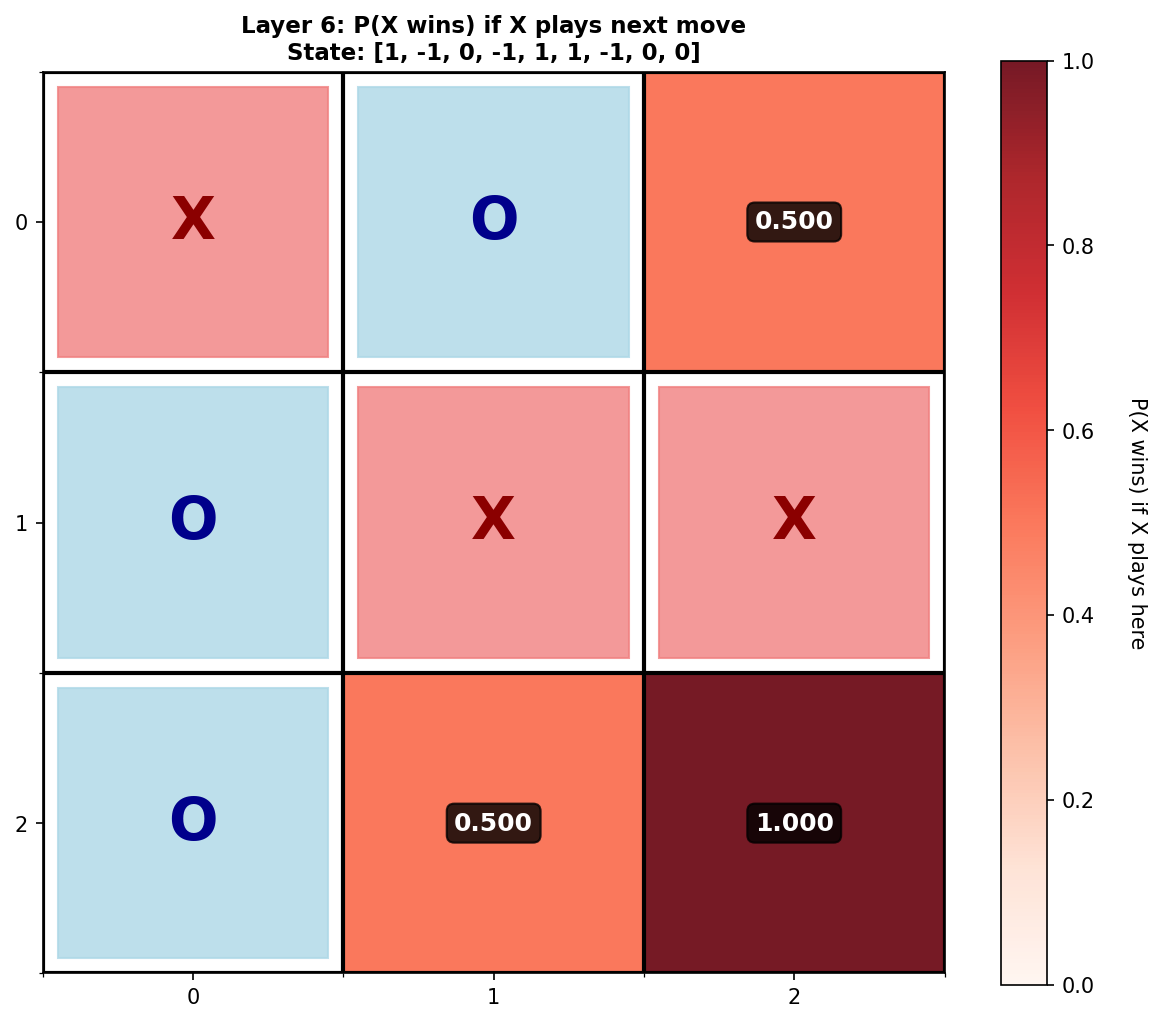 Layer 6: P(X wins) if X plays next move
State: [1, -1, 0, -1, 1, 1, -1, 0, 0]
0
X
O
0.500
1
O
X
X
2
O
0.500
1.000
0
1
2
1.0
0.8
0.6
0.4
0.2
0.0
P(X wins) if X plays here